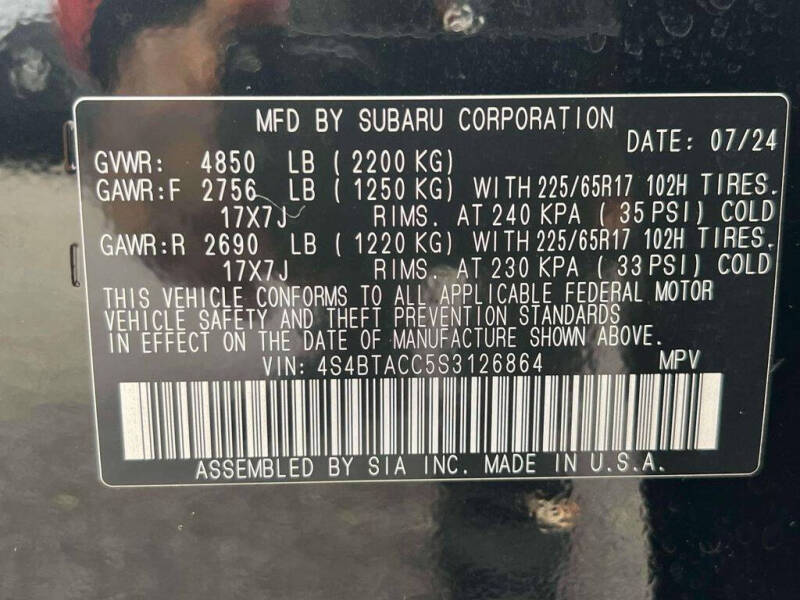 MFD BY SUBARU CORPORATION
DATE: 07/24
GVWR: 4850 LB (2200 KG)
GAWR:F 2756 LB (1250 KG) WITH 225/65R17 102H TIRES.
17X7J RIMS. AT 240 KPA (35 PSI) COLD
GAWR:R 2690 LB (1220 KG) WITH 225/65R17 102H TIRES.
17X7J RIMS. AT 230 KPA (33 PSI) COLD
THIS VEHICLE CONFORMS TO ALL APPLICABLE FEDERAL MOTOR
VEHICLE SAFETY AND THEFT PREVENTION STANDARDS
IN EFFECT ON THE DATE OF MANUFACTURE SHOWN ABOVE.
VIN: 4S4BTACC5S3126864 MPV
ASSEMBLED BY SIA INC. MADE IN U.S.A.